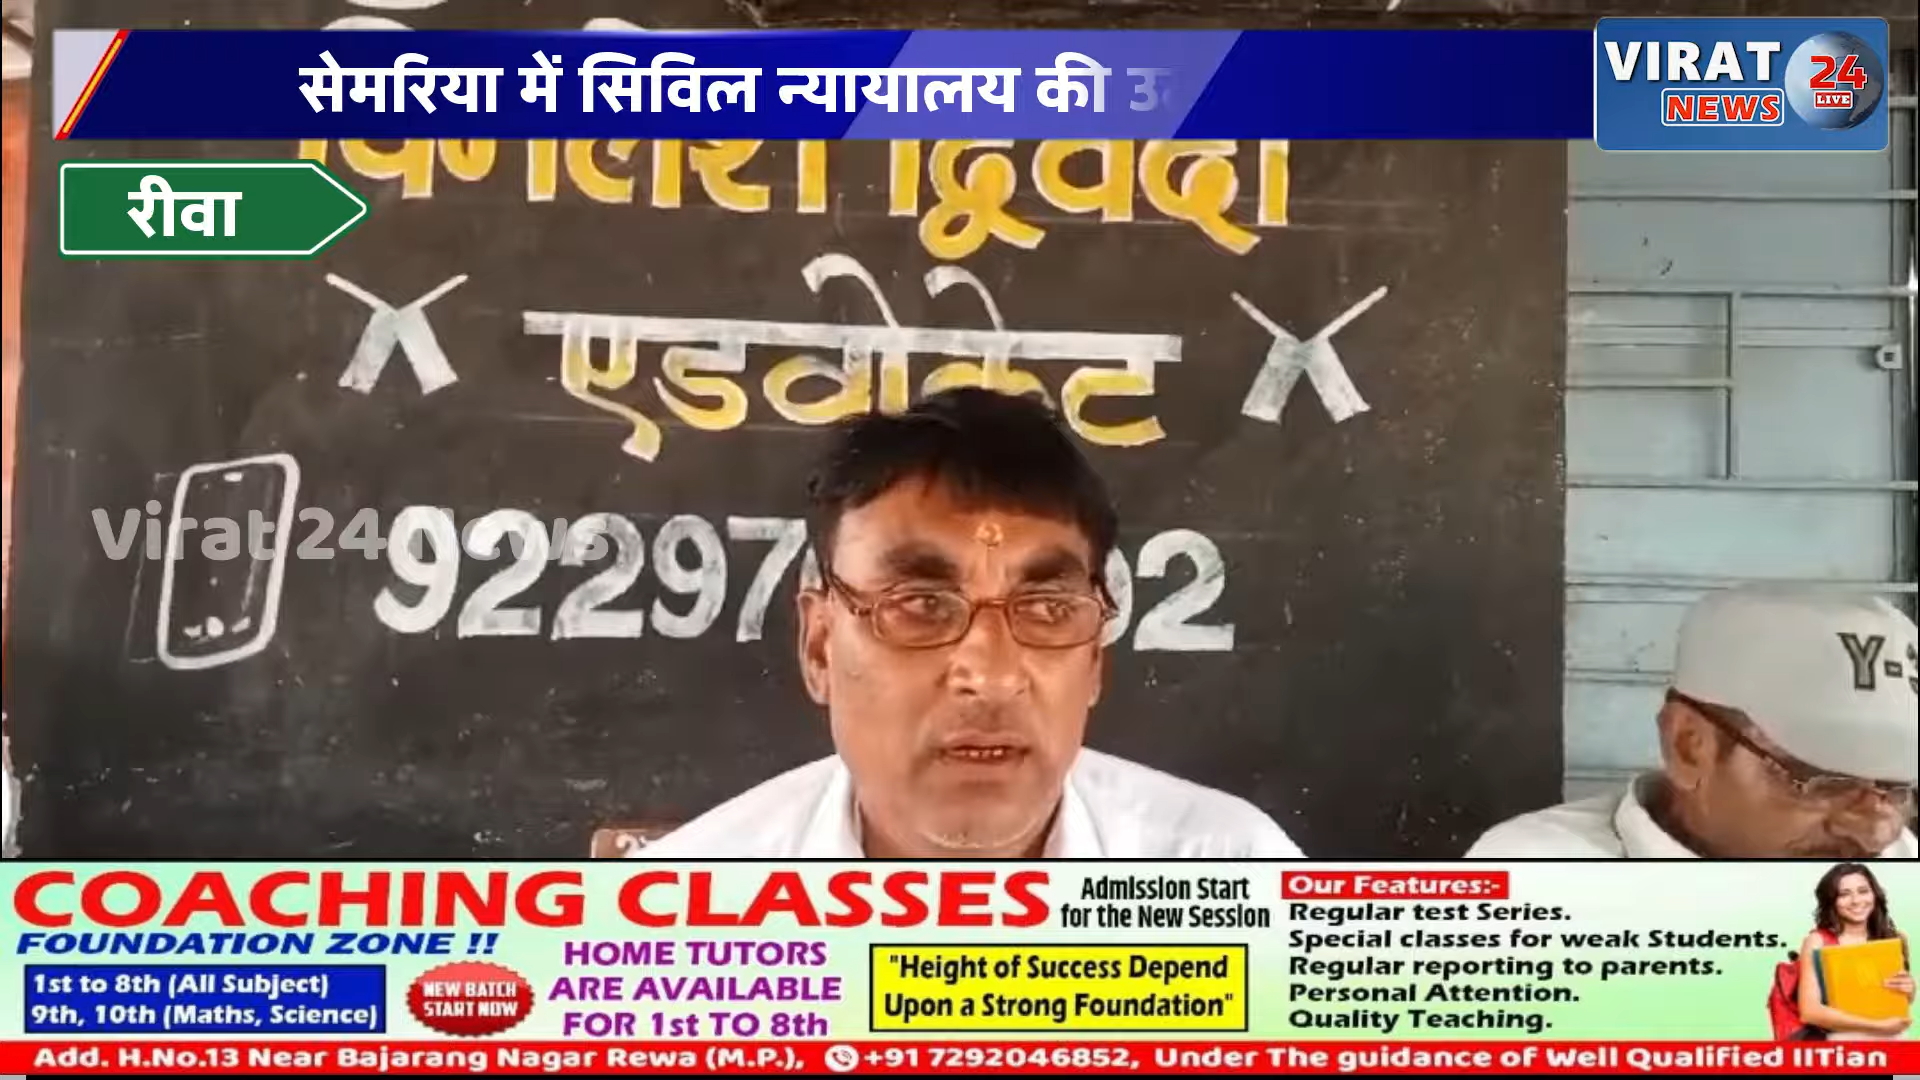 सेमरिया में सिविल न्यायालय की
VIRAT
NEWS
24
LIVE
रीवा
द्विवेदी
एडवोकेट
Virat 24 News
92297
92
Y-
COACHING CLASSES
FOUNDATION ZONE !!
1st to 8th (All Subject)
9th, 10th (Maths, Science)
NEW BATCH
START NOW
HOME TUTORS
ARE AVAILABLE
FOR 1st TO 8th
Admission Start
for the New Session
"Height of Success Depend
Upon a Strong Foundation"
Our Features:-
Regular test Series.
Special classes for weak Students.
Regular reporting to parents.
Personal Attention.
Quality Teaching.
Add. H.No.13 Near Bajarang Nagar Rewa (M.P.), +91 7292046852, Under The guidance of Well Qualified IITian